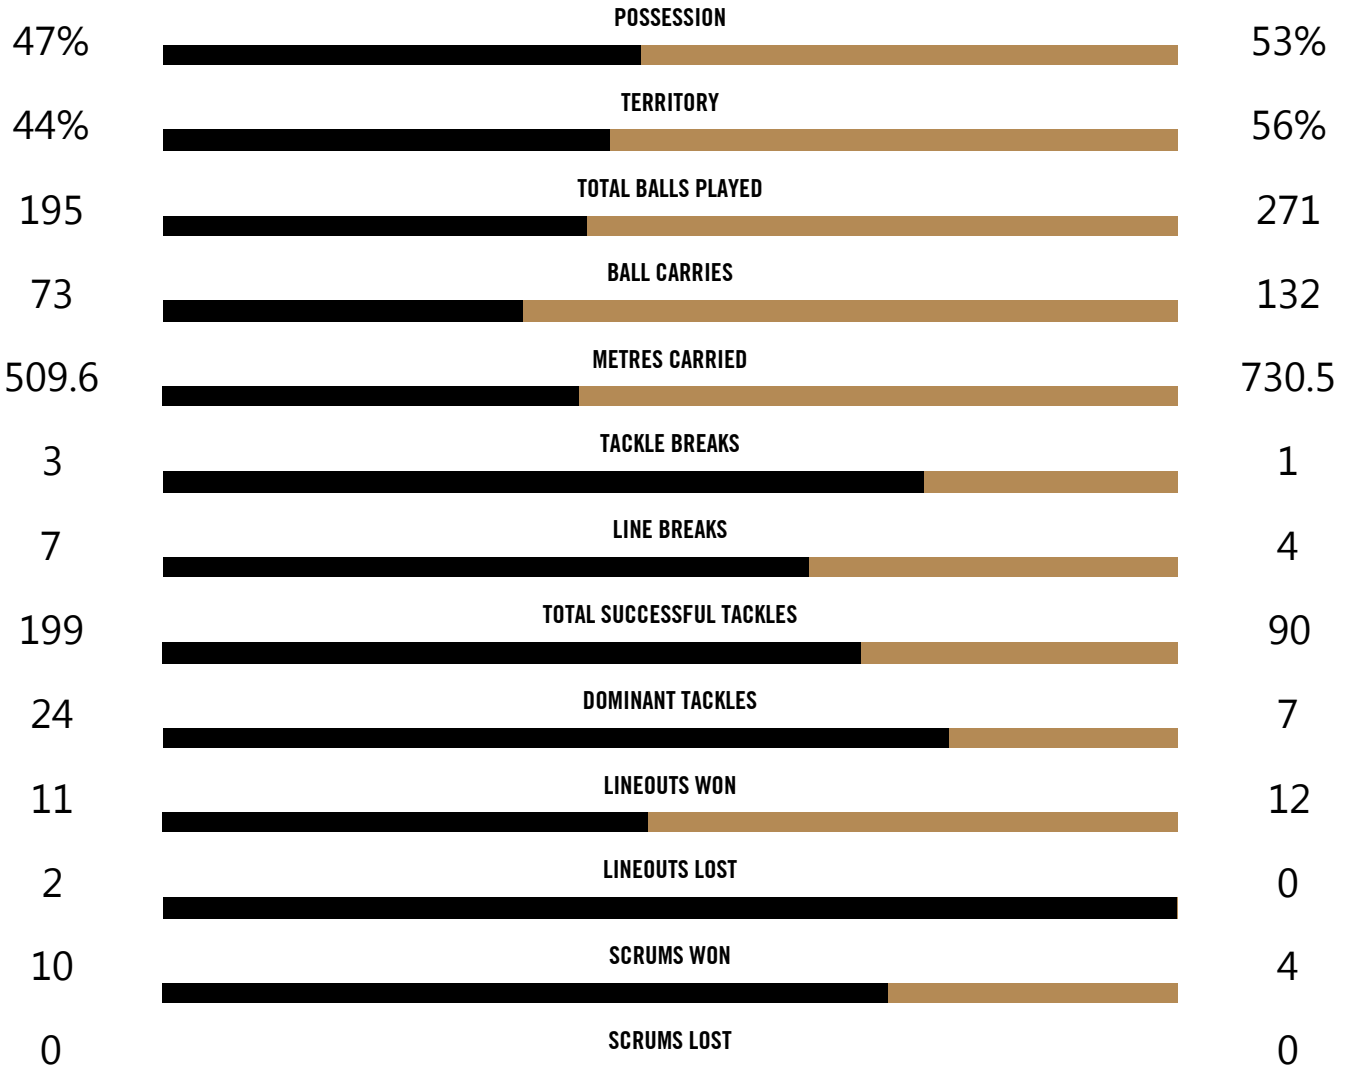 POSSESSION
47% 53%
TERRITORY
44% 56%
TOTAL BALLS PLAYED
195 271
BALL CARRIES
73 132
METRES CARRIED
509.6 730.5
TACKLE BREAKS
3 1
LINE BREAKS
7 4
TOTAL SUCCESSFUL TACKLES
199 90
DOMINANT TACKLES
24 7
LINEOUTS WON
11 12
LINEOUTS LOST
2 0
SCRUMS WON
10 4
SCRUMS LOST
0 0